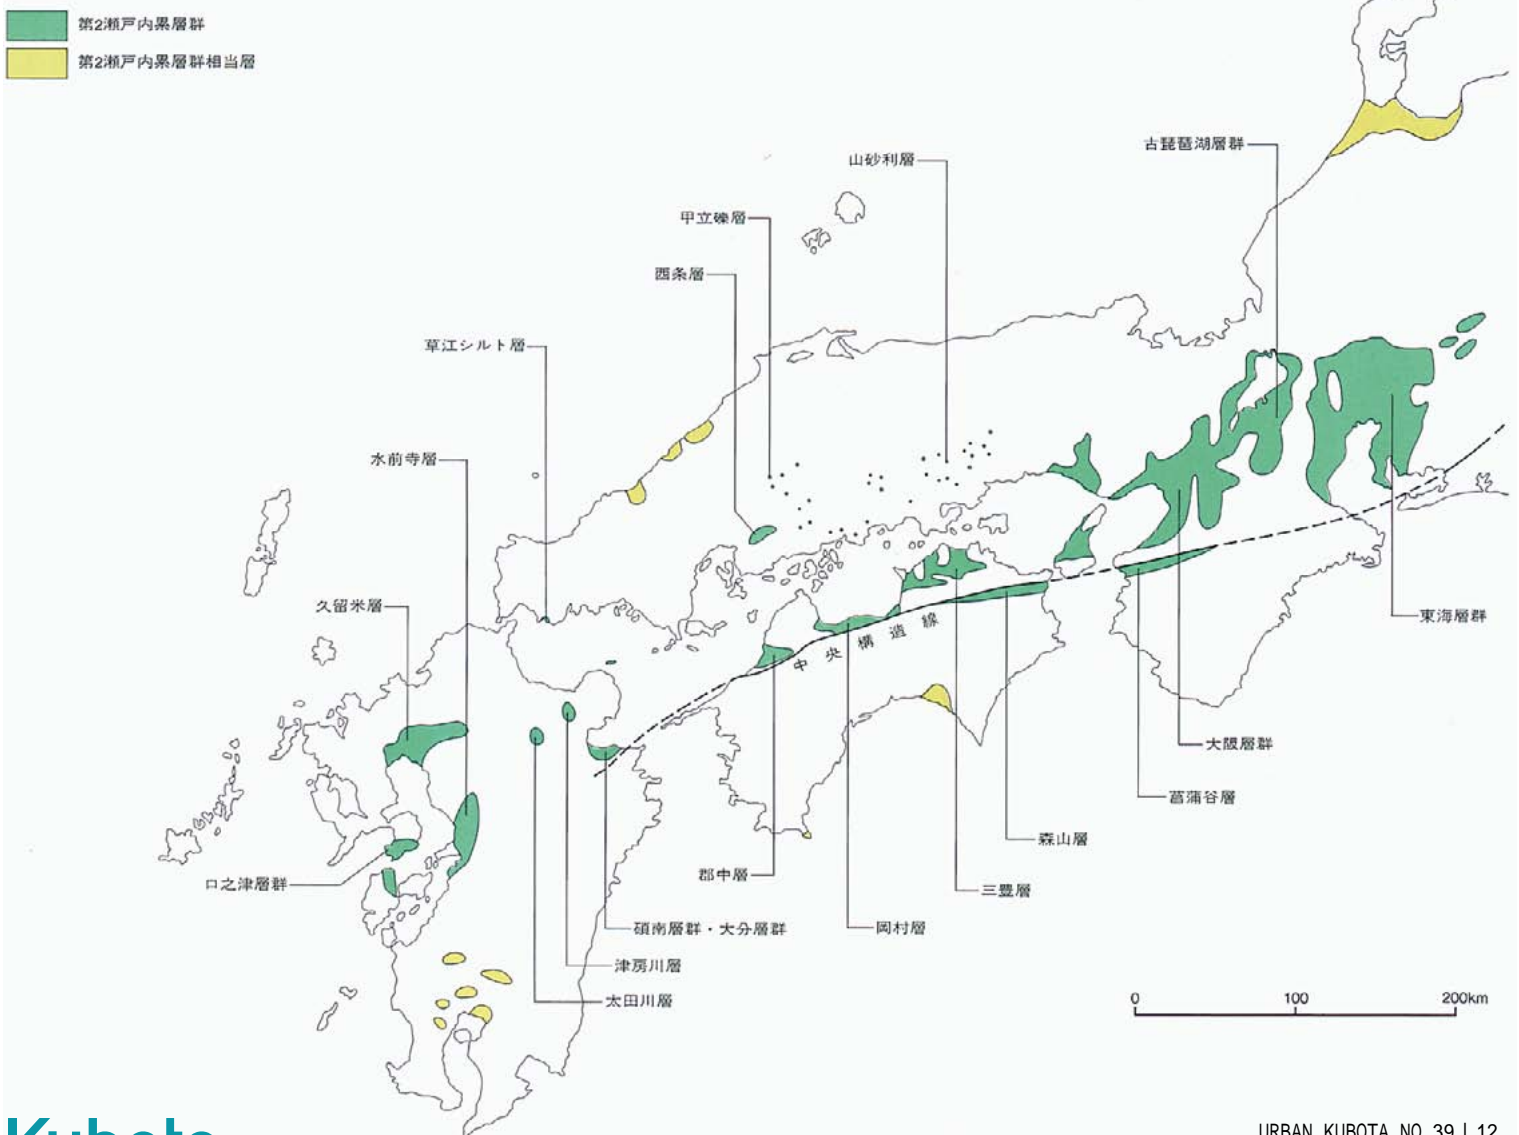 第2瀬戸内累層群
第2瀬戸内累層群相当層
古琵琶湖層群
山砂利層
甲立礫層
西条層
草江シルト層
水前寺層
久留米層
中央構造線
東海層群
大阪層群
菖蒲谷層
森山層
郡中層
口之津層群
三豊層
碩南層群・大分層群
岡村層
津房川層
太田川層
0 100 200km
Kubota
URBAN KUBOTA NO.39 | 12